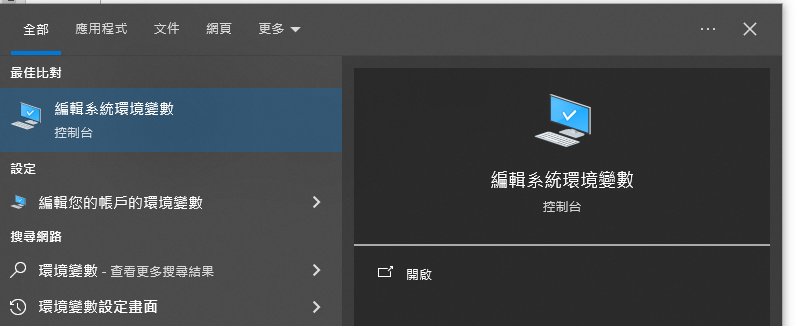 全部 應用程式 文件 網頁 更多
最佳比對
編輯系統環境變數
控制台
設定
編輯您的帳戶的環境變數
搜尋網路
環境變數 - 查看更多搜尋結果
環境變數設定畫面
編輯系統環境變數
控制台
開啟